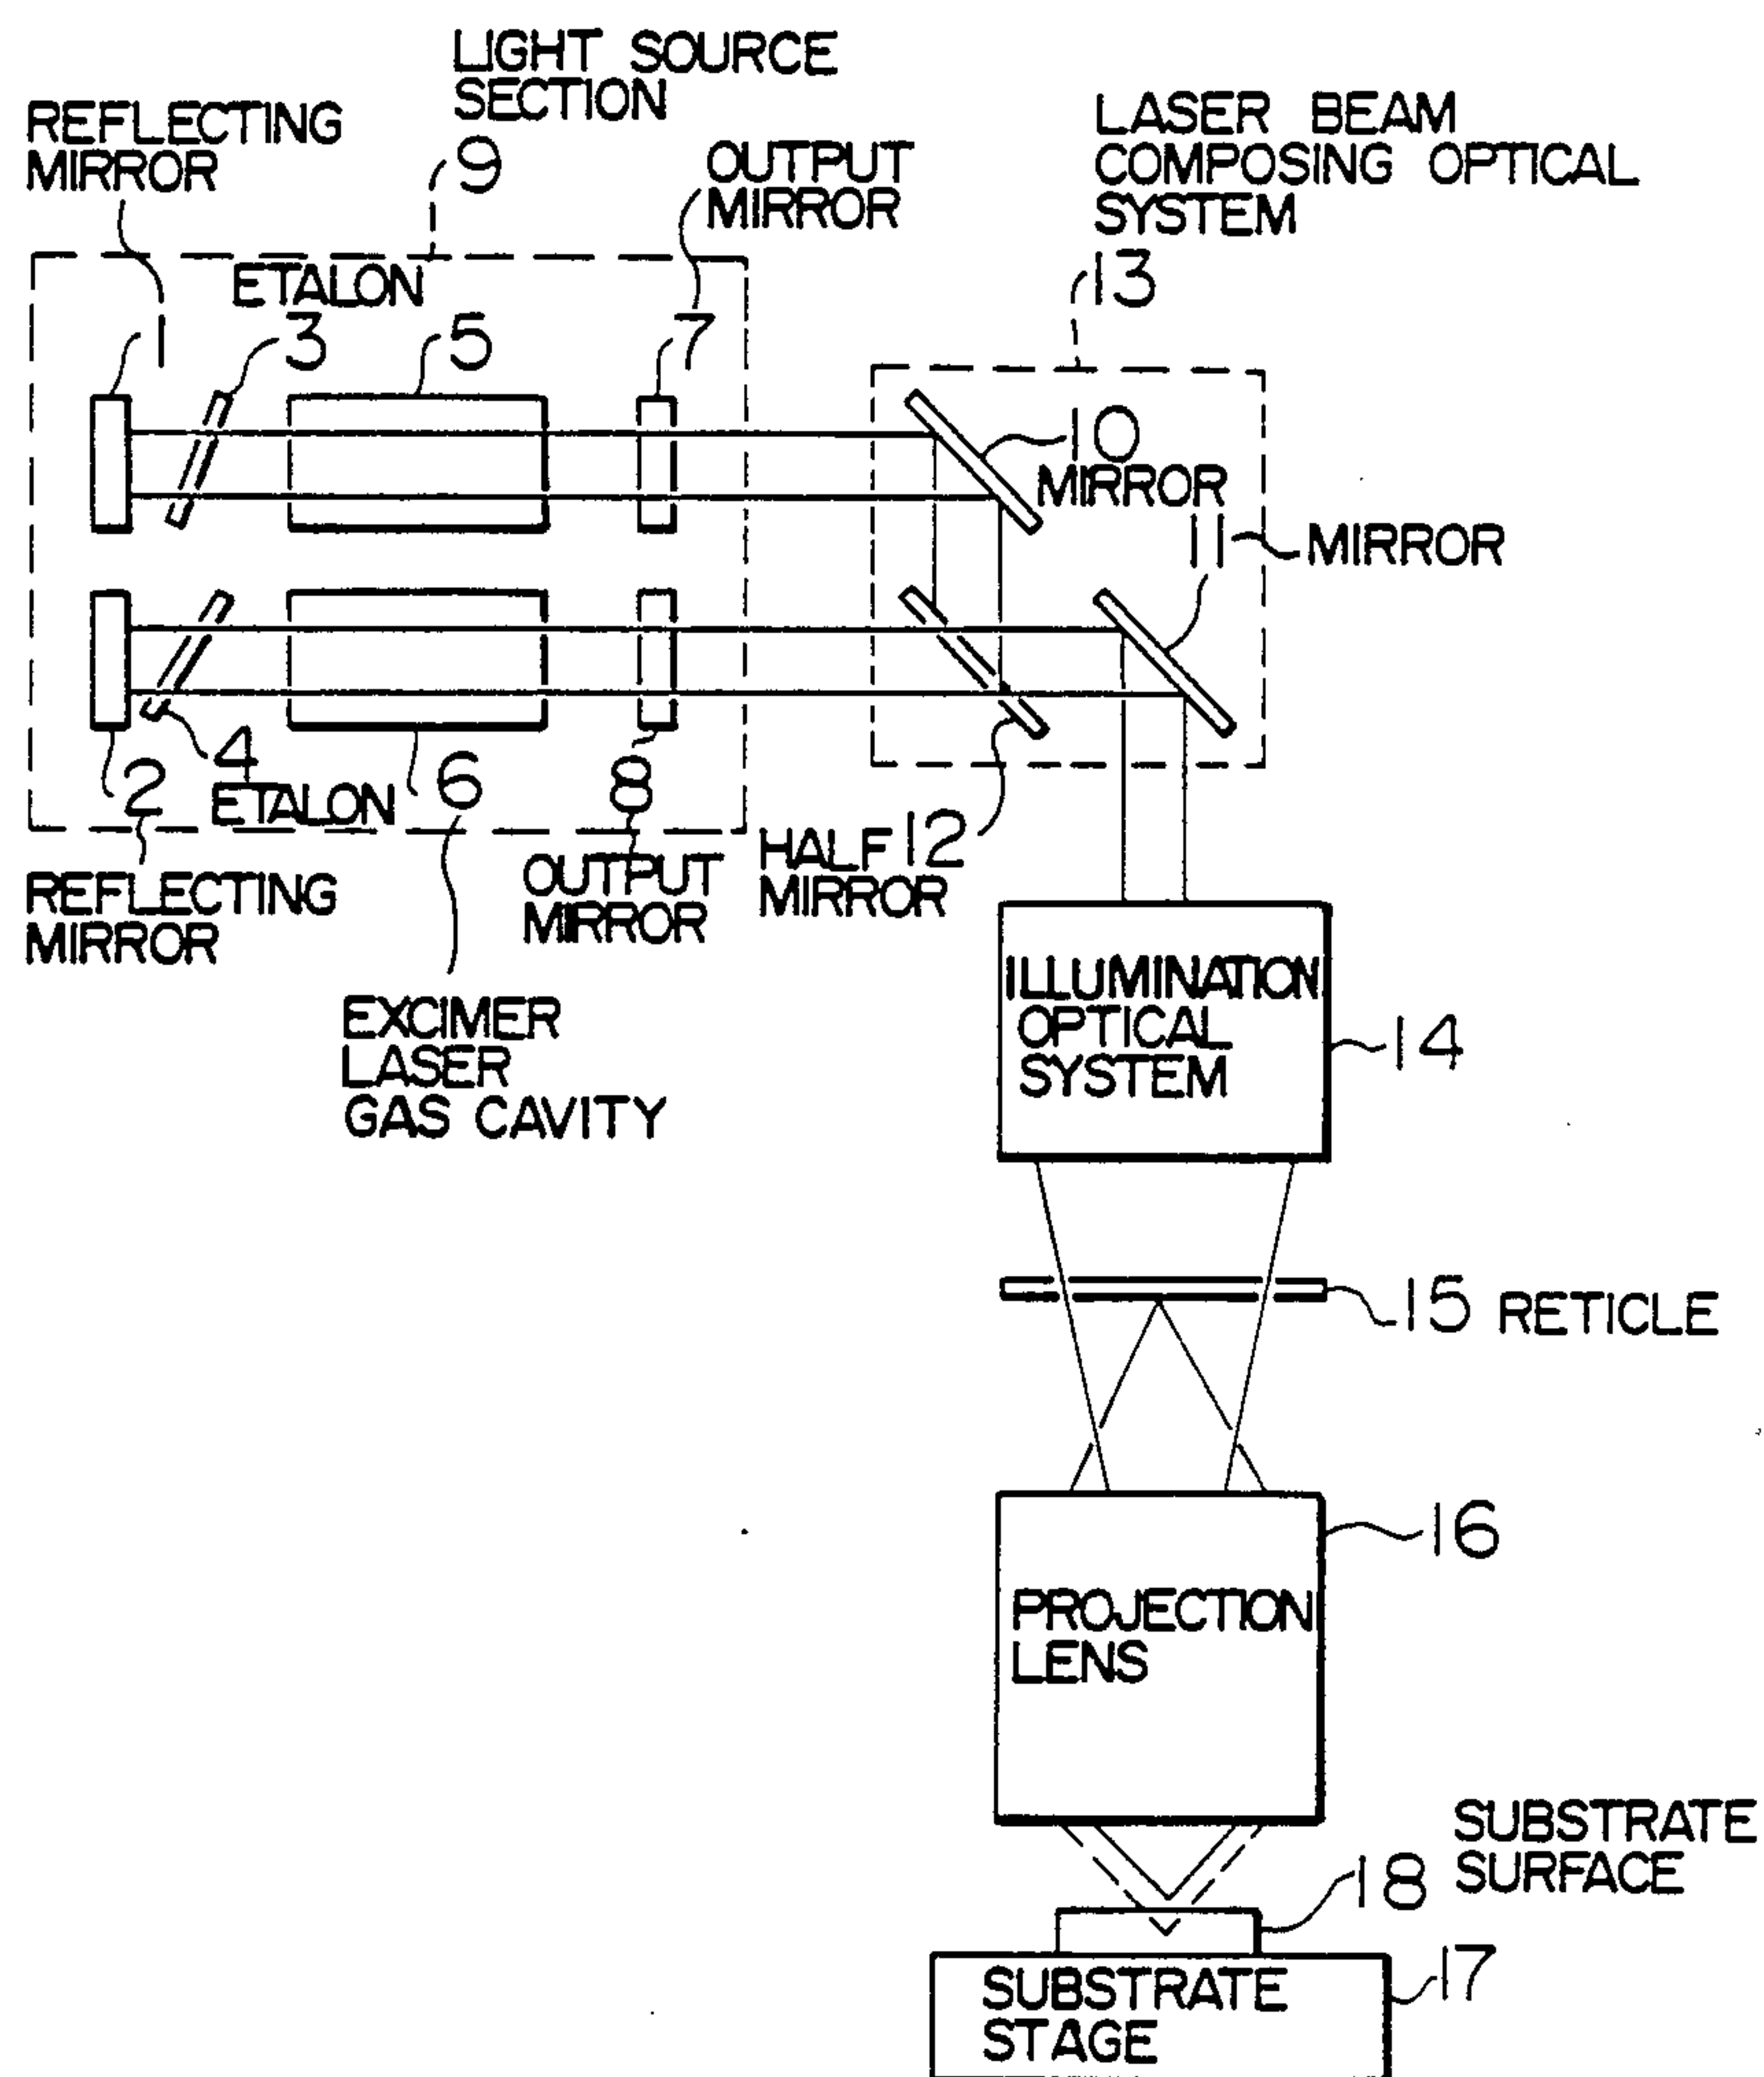 LIGHT SOURCE
SECTION
9
REFLECTING
MIRROR
OUTPUT
MIRROR
LASER BEAM
COMPOSING OPTICAL
SYSTEM
13
ETALON
1
3
5
7
10
MIRROR
11
MIRROR
2
4
ETALON
6
8
HALF 12
MIRROR
REFLECTING
MIRROR
OUTPUT
MIRROR
EXCIMER
LASER
GAS CAVITY
ILLUMINATION
OPTICAL
SYSTEM
14
15 RETICLE
16
PROJECTION
LENS
SUBSTRATE
SURFACE
18
17
SUBSTRATE
STAGE